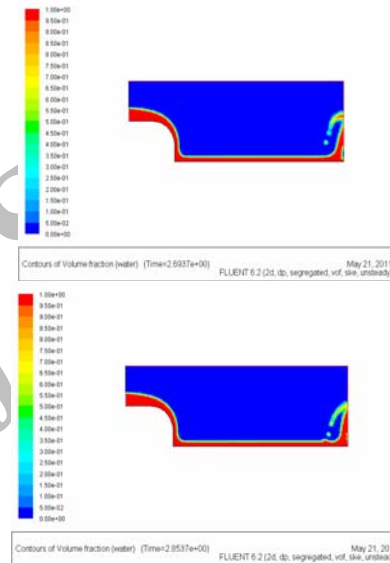 1.00e+00
9.50e-01
9.00e-01
8.50e-01
8.00e-01
7.50e-01
7.00e-01
6.50e-01
6.00e-01
5.50e-01
5.00e-01
4.50e-01
4.00e-01
3.50e-01
3.00e-01
2.50e-01
2.00e-01
1.50e-01
1.00e-01
5.00e-02
0.00e+00
Contours of Volume fraction (water) (Time=2.6937e+00)
May 21, 2011
FLUENT 6.2 (2d, dp, segregated, vof, ske, unsteady
1.00e+00
9.50e-01
9.00e-01
8.50e-01
8.00e-01
7.50e-01
7.00e-01
6.50e-01
6.00e-01
5.50e-01
5.00e-01
4.50e-01
4.00e-01
3.50e-01
3.00e-01
2.50e-01
2.00e-01
1.50e-01
1.00e-01
5.00e-02
0.00e+00
Contours of Volume fraction (water) (Time=2.8537e+00)
May 21, 20
FLUENT 6.2 (2d, dp, segregated, vof, ske, unstead